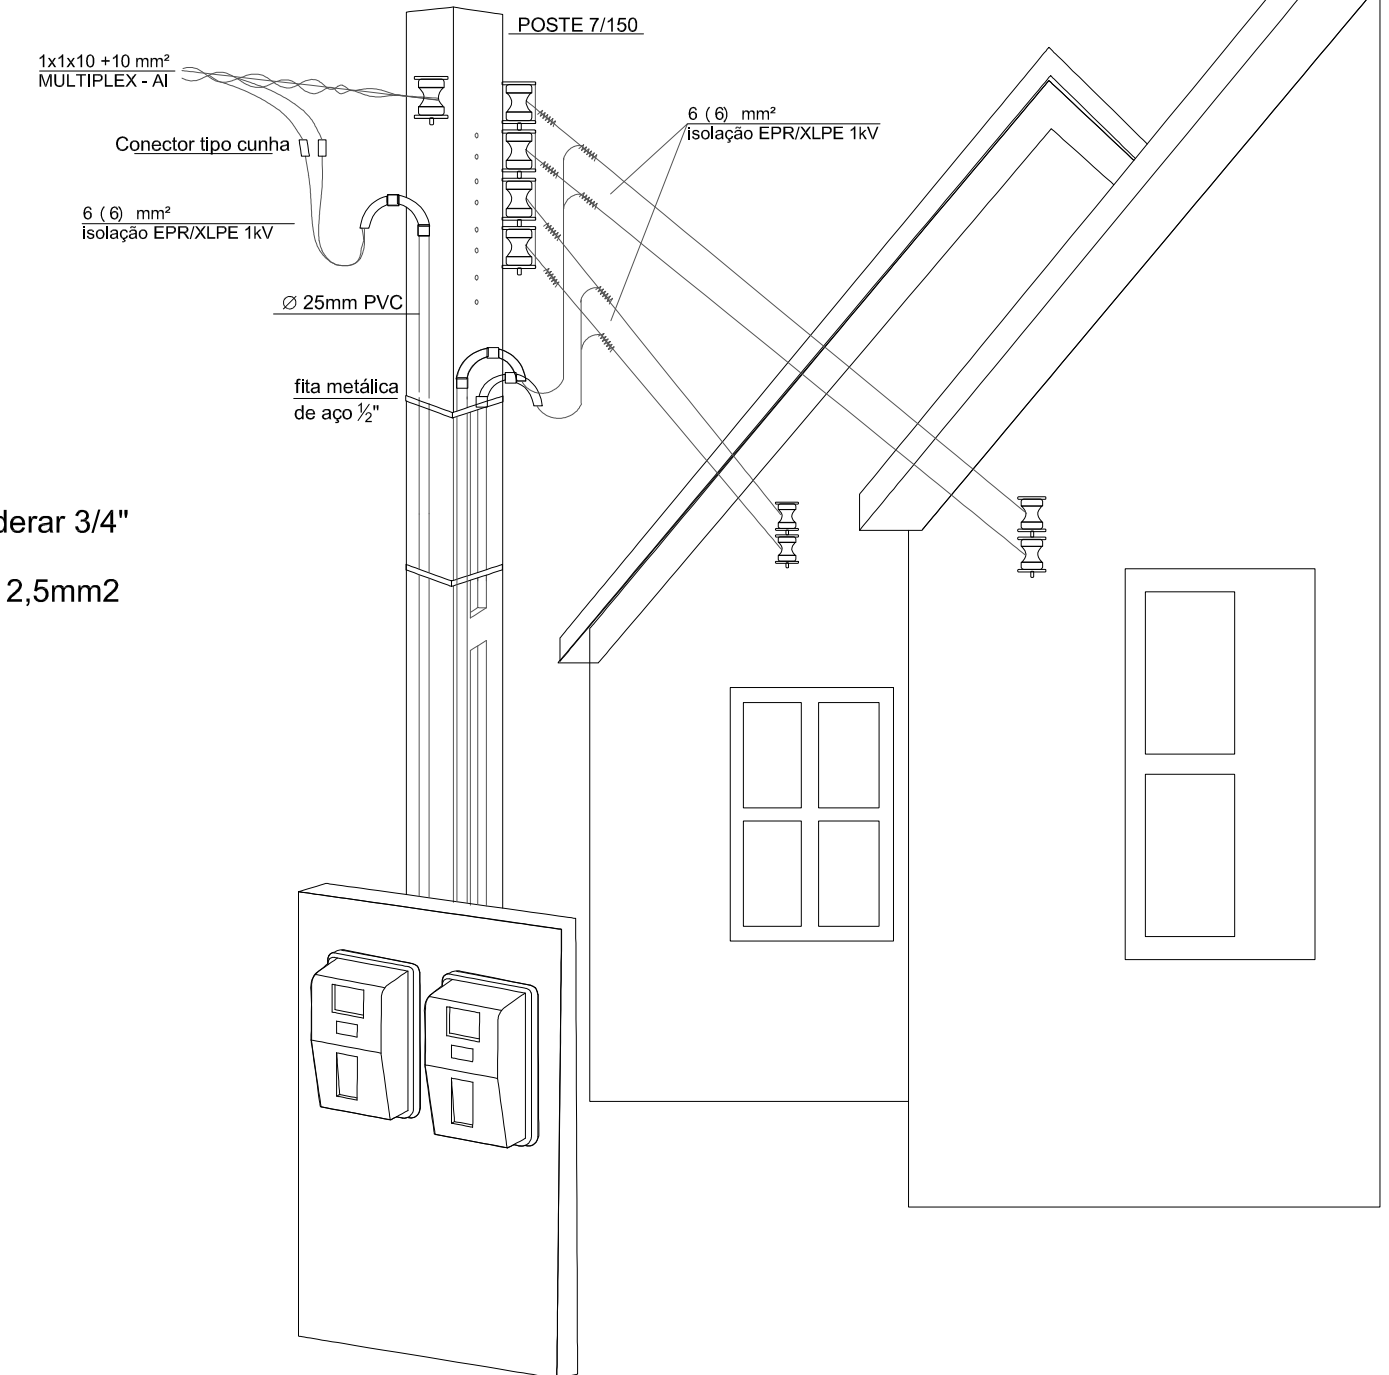 POSTE 7/150
1x1x10 +10 mm²
MULTIPLEX - Al
6 ( 6) mm²
isolação EPR/XLPE 1kV
Conector tipo cunha
6 ( 6) mm²
isolação EPR/XLPE 1kV
Ø 25mm PVC
fita metálica
de aço ½"
derar 3/4"
2,5mm2